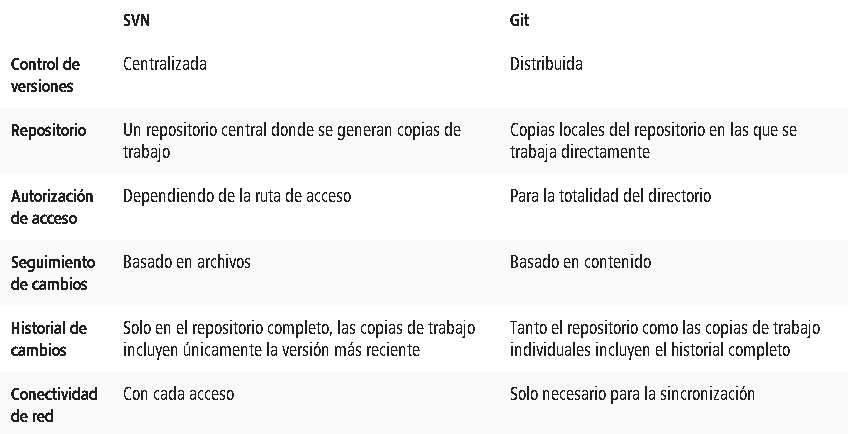 SVN Git
Control de versiones Centralizada Distribuida
Repositorio Un repositorio central donde se generan copias de trabajo Copias locales del repositorio en las que se trabaja directamente
Autorización de acceso Dependiendo de la ruta de acceso Para la totalidad del directorio
Seguimiento de cambios Basado en archivos Basado en contenido
Historial de cambios Solo en el repositorio completo, las copias de trabajo incluyen únicamente la versión más reciente Tanto el repositorio como las copias de trabajo individuales incluyen el historial completo
Conectividad de red Con cada acceso Solo necesario para la sincronización